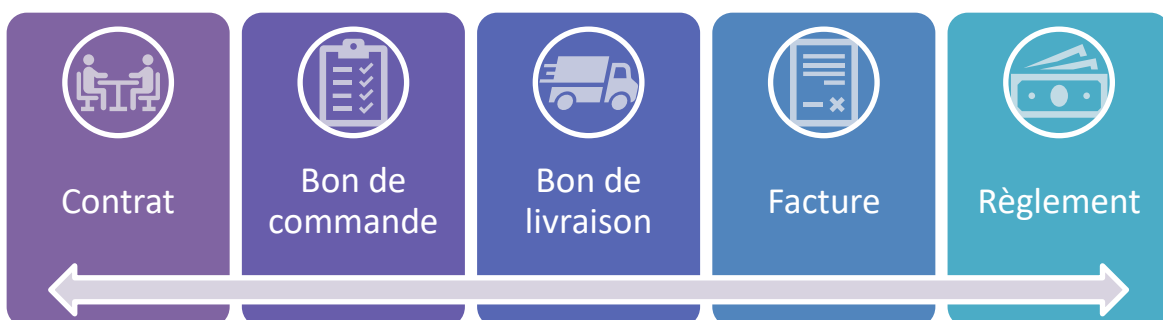 Contrat
Bon de
commande
Bon de
livraison
Facture
Règlement